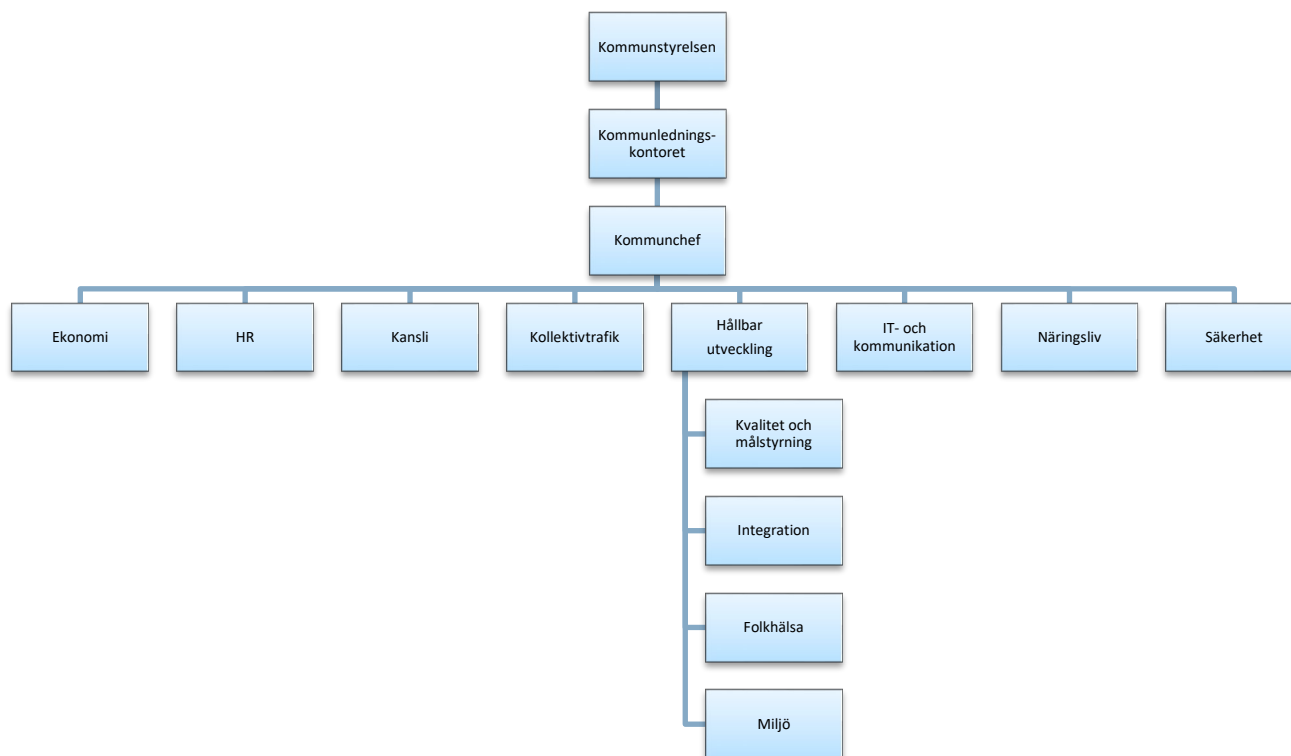 Kommunstyrelsen
Kommunlednings-
kontoret
Kommunchef
Ekonomi
HR
Kansli
Kollektivtrafik
Hållbar
utveckling
IT- och
kommunikation
Näringsliv
Säkerhet
Kvalitet och
målstyrning
Integration
Folkhälsa
Miljö